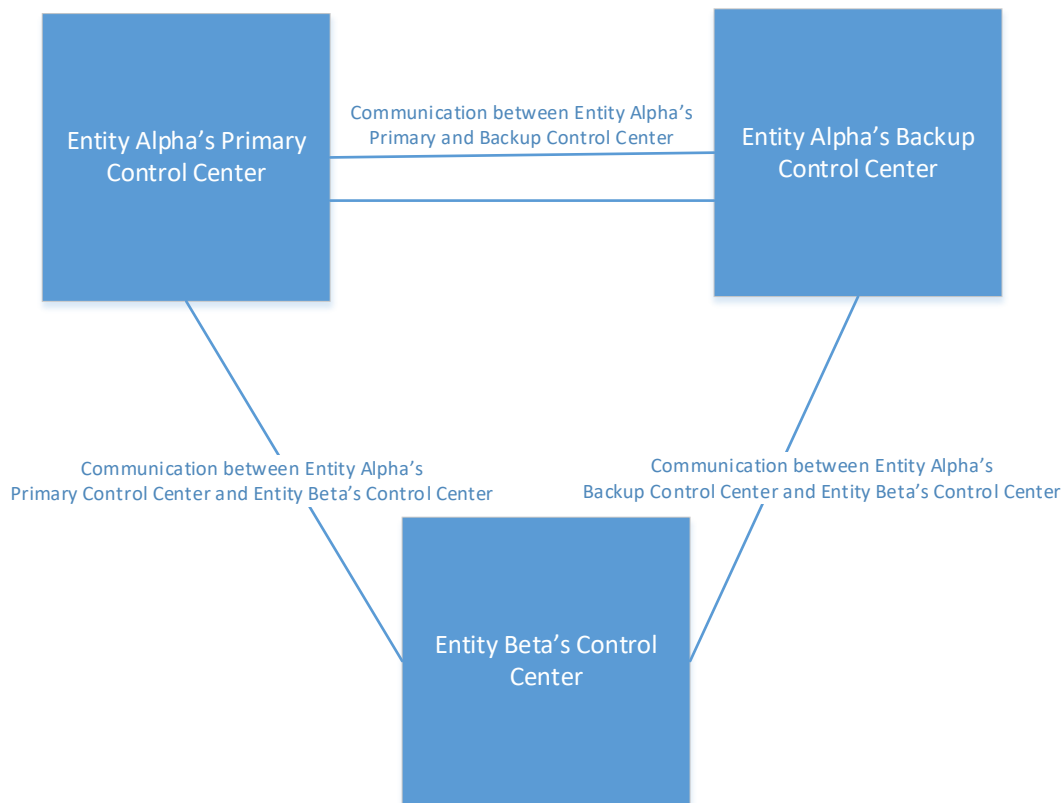 Communication between Entity Alpha's
Primary and Backup Control Center
Entity Alpha’s Primary
Control Center
Entity Alpha’s Backup
Control Center
Communication between Entity Alpha’s
Primary Control Center and Entity Beta’s Control Center
Communication between Entity Alpha’s
Backup Control Center and Entity Beta’s Control Center
Entity Beta’s Control
Center